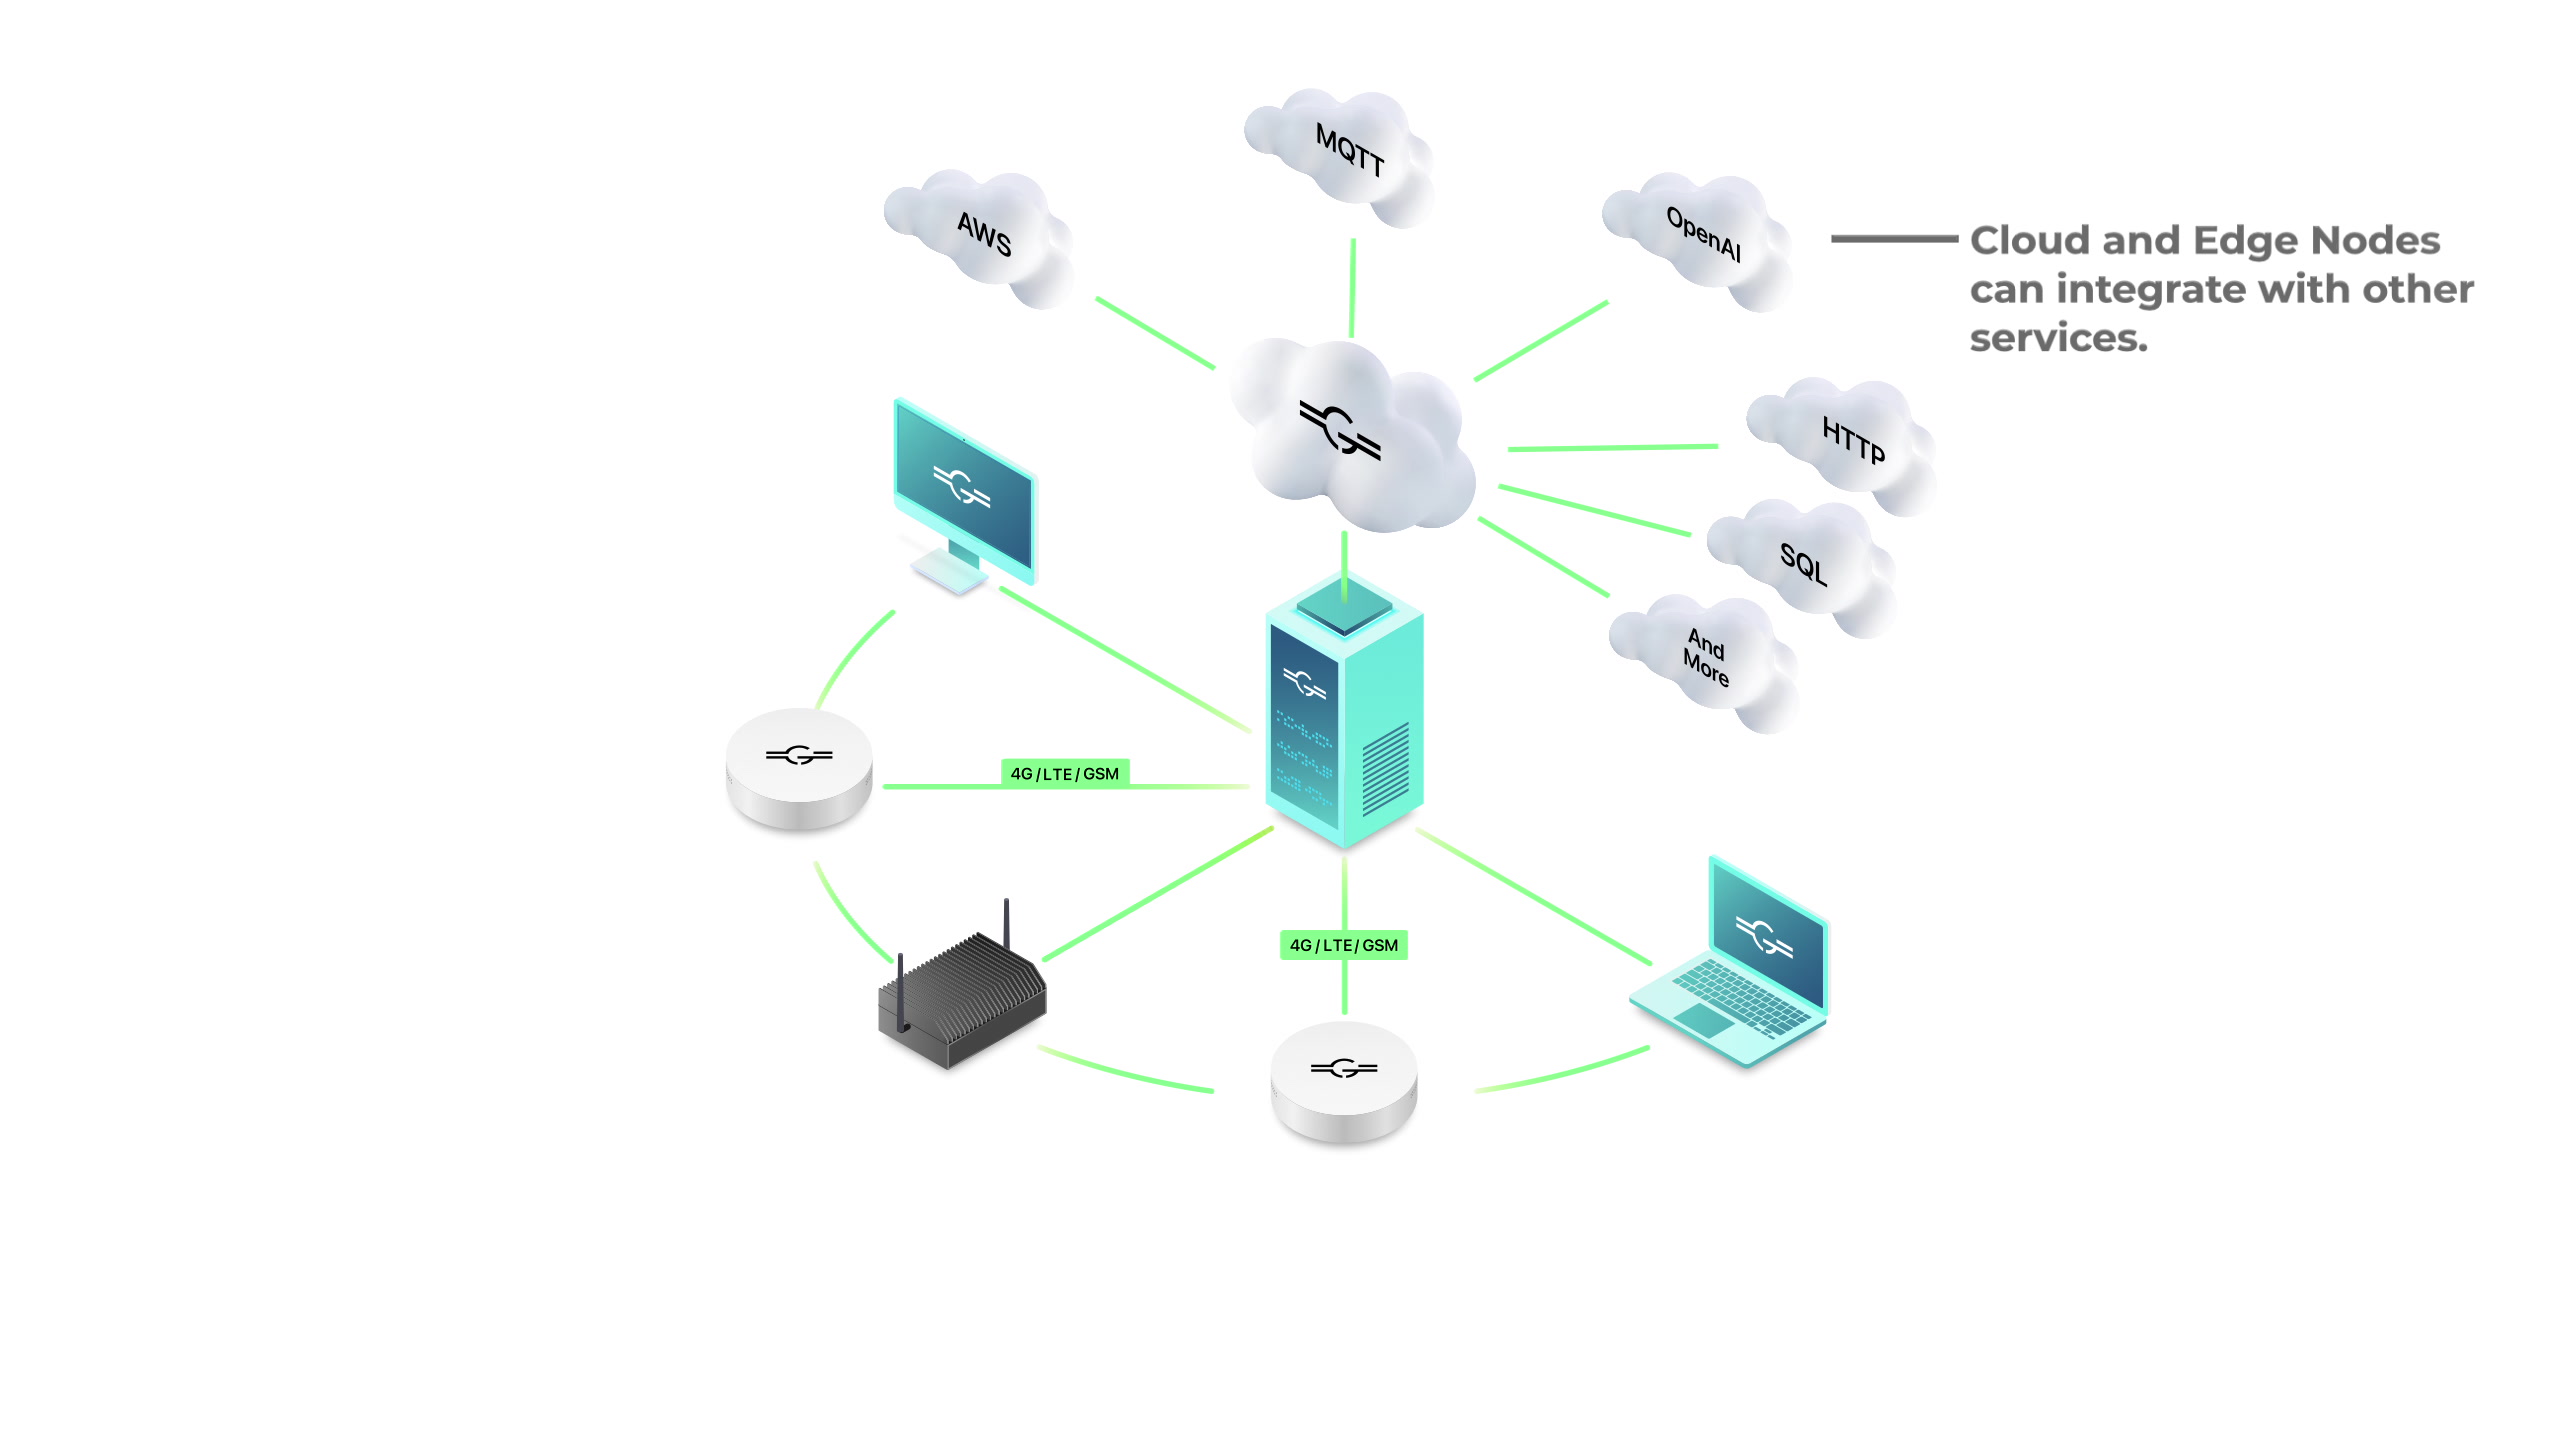 MQTT
AWS
OpenAI
Cloud and Edge Nodes
can integrate with other
services.
HTTP
SQL
And
More
4G/LTE/GSM
4G/LTE/GSM